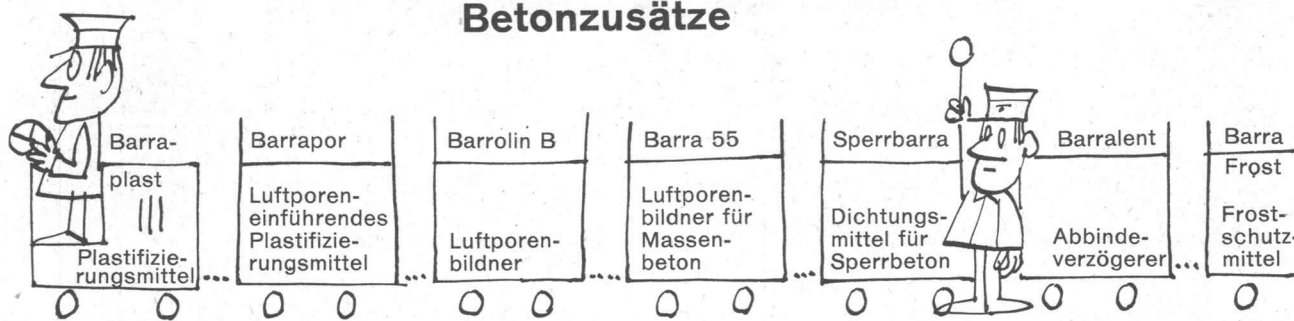 Betonzusätze
Barra-
plast
Plastifizie-
rungsmittel
Barrapor
Luftporen-
einführendes
Plastifizie-
rungsmittel
Barrolin B
Luftporen-
bildner
Barra 55
Luftporen-
bildner für
Massen-
beton
Sperrbarra
Dichtungs-
mittel für
Sperrbeton
Barralent
Abbinde-
verzögerer
Barra
Frost
Frost-
schutz-
mittel